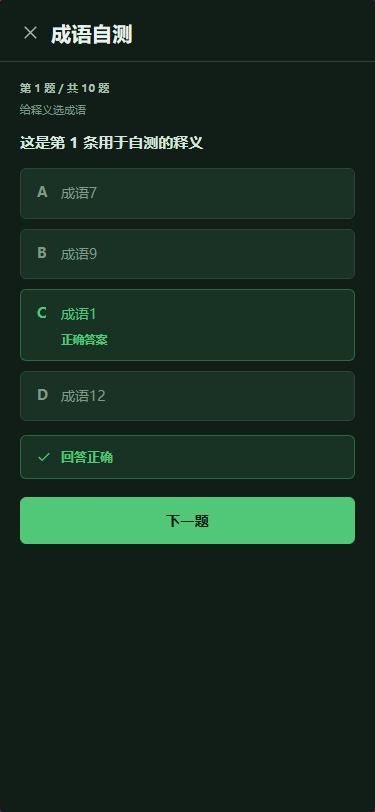 成语自测
第 1 题 / 共 10 题
给释义选成语
这是第 1 条用于自测的释义
A 成语7
B 成语9
C 成语1
正确答案
D 成语12
回答正确
下一题